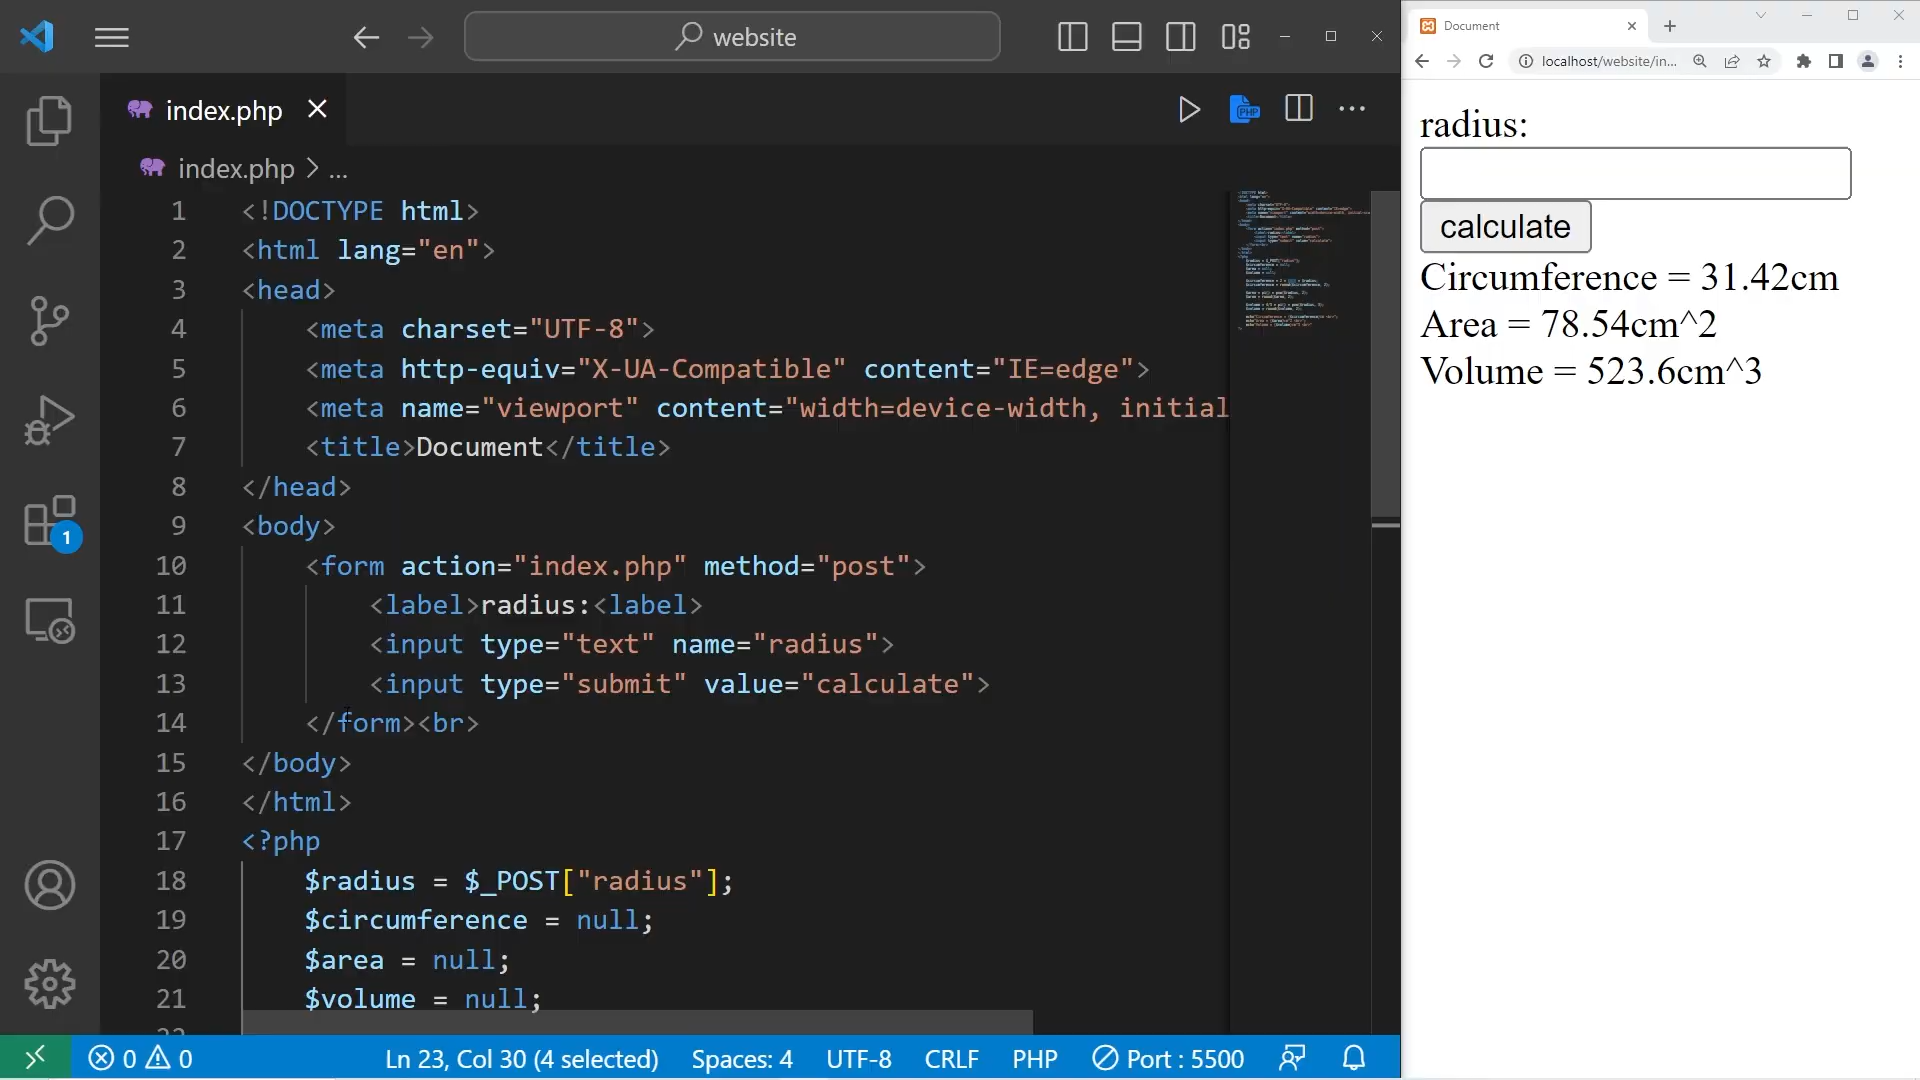 website
index.php
index.php > ...
1 <!DOCTYPE html>
2 <html lang="en">
3 <head>
4 <meta charset="UTF-8">
5 <meta http-equiv="X-UA-Compatible" content="IE=edge">
6 <meta name="viewport" content="width=device-width, initial
7 <title>Document</title>
8 </head>
9 <body>
10 <form action="index.php" method="post">
11 <label>radius:<label>
12 <input type="text" name="radius">
13 <input type="submit" value="calculate">
14 </form><br>
15 </body>
16 </html>
17 <?php
18 $radius = $_POST["radius"];
19 $circumference = null;
20 $area = null;
21 $volume = null;
1
0 0
Ln 23, Col 30 (4 selected)
Spaces: 4
UTF-8
CRLF
PHP
Port : 5500
Document
localhost/website/in...
radius:
calculate
Circumference = 31.42cm
Area = 78.54cm^2
Volume = 523.6cm^3